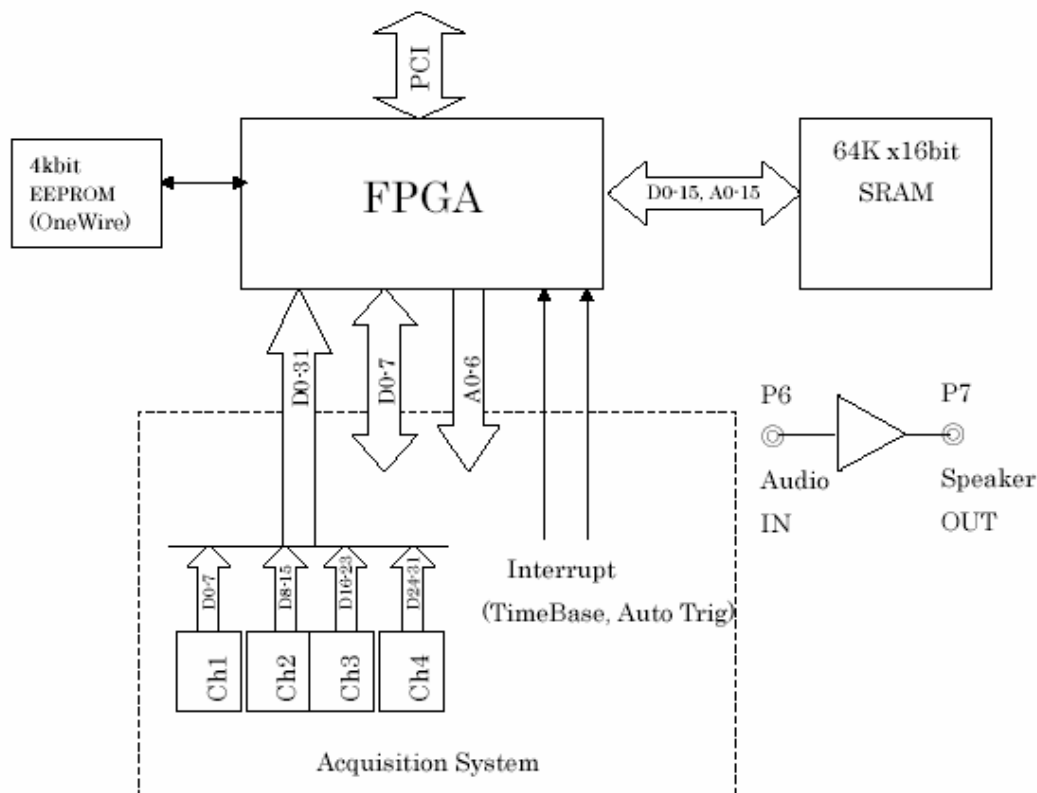 PCI
4kbit
EEPROM
(OneWire)
FPGA
D0-15, A0-15
64K x16bit
SRAM
D0-31
D0-7
A0-6
P6
P7
Audio
IN
Speaker
OUT
D0-7
D8-15
D16-23
D24-31
Interrupt
(TimeBase, Auto Trig)
Ch1
Ch2
Ch3
Ch4
Acquisition System